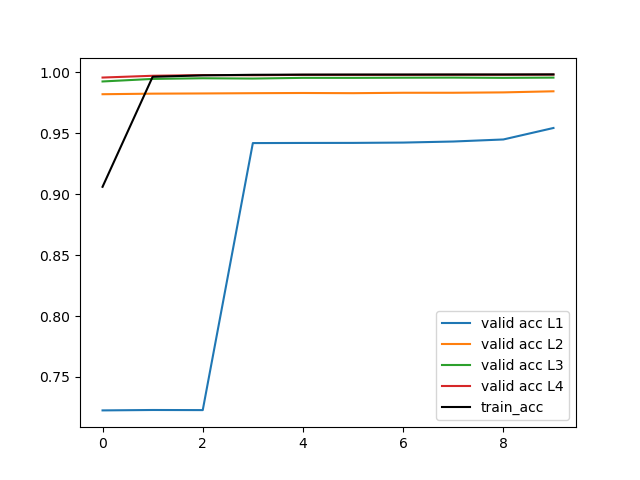 1.00
0.95
0.90
0.85
0.80
0.75
0 2 4 6 8
valid acc L1
valid acc L2
valid acc L3
valid acc L4
train_acc